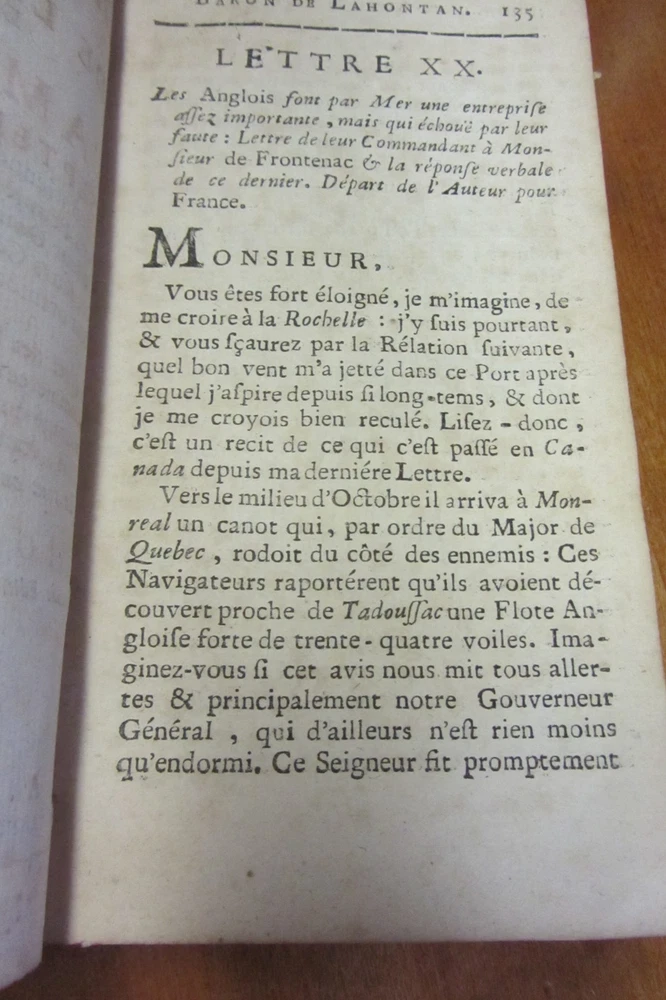 BARON DE LAHONTAN. 135
LETTRE XX.
Les Anglois font par Mer une entreprise
assez importante, mais qui échouë par leur
faute : Lettre de leur Commandant à Mon-
sieur de Frontenac & la réponse verbale
de ce dernier. Départ de l'Auteur pour
France.
MONSIEUR,
Vous êtes fort éloigné, je m'imagine, de
me croire à la Rochelle : j'y suis pourtant,
& vous sçaurez par la Rélation suivante,
quel bon vent m'a jetté dans ce Port après
lequel j'aspire depuis si long-tems, & dont
je me croyois bien reculé. Lisez-donc,
c'est un recit de ce qui c'est passé en Ca-
nada depuis ma derniére Lettre.
Vers le milieu d'Octobre il arriva à Mon-
real un canot qui, par ordre du Major de
Quebec, rodoit du côté des ennemis : Ces
Navigateurs raportérent qu'ils avoient dé-
couvert proche de Tadoussac une Flote An-
gloise forte de trente-quatre voiles. Ima-
ginez-vous si cet avis nous mit tous aller-
tes & principalement notre Gouverneur
Général, qui d'ailleurs n'est rien moins
qu'endormi. Ce Seigneur fit promptement